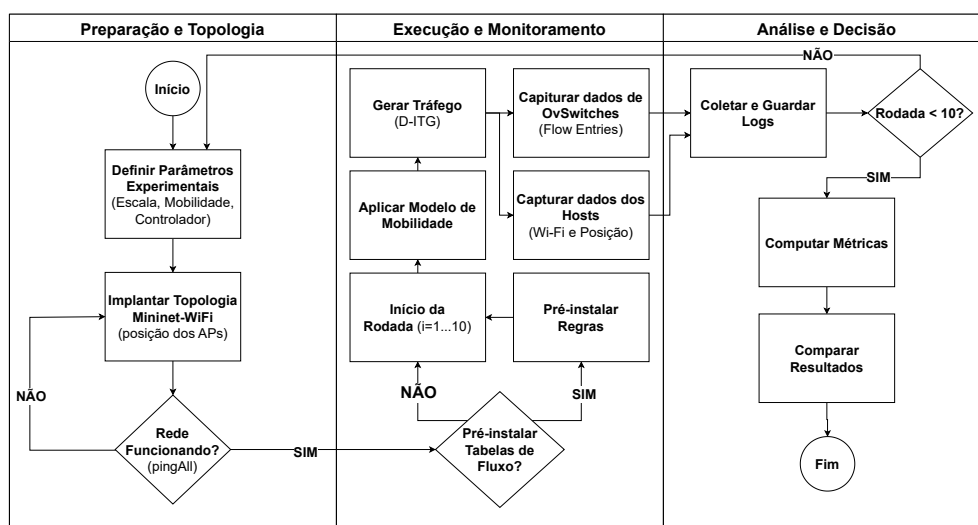 Preparação e Topologia
Execução e Monitoramento
Análise e Decisão
Início
Definir Parâmetros
Experimentais
(Escala, Mobilidade,
Controlador)
Implantar Topologia
Mininet-WiFi
(posição dos APs)
NÃO
Rede
Funcionando?
(pingAll)
SIM
Gerar Tráfego
(D-ITG)
Capiturar dados de
OvSwitches
(Flow Entries)
Aplicar Modelo de
Mobilidade
Capturar dados dos
Hosts
(Wi-Fi e Posição)
Início da
Rodada (i=1...10)
Pré-instalar
Regras
NÃO
SIM
Pré-instalar
Tabelas de
Fluxo?
NÃO
Coletar e Guardar
Logs
Rodada < 10?
SIM
Computar Métricas
Comparar
Resultados
Fim